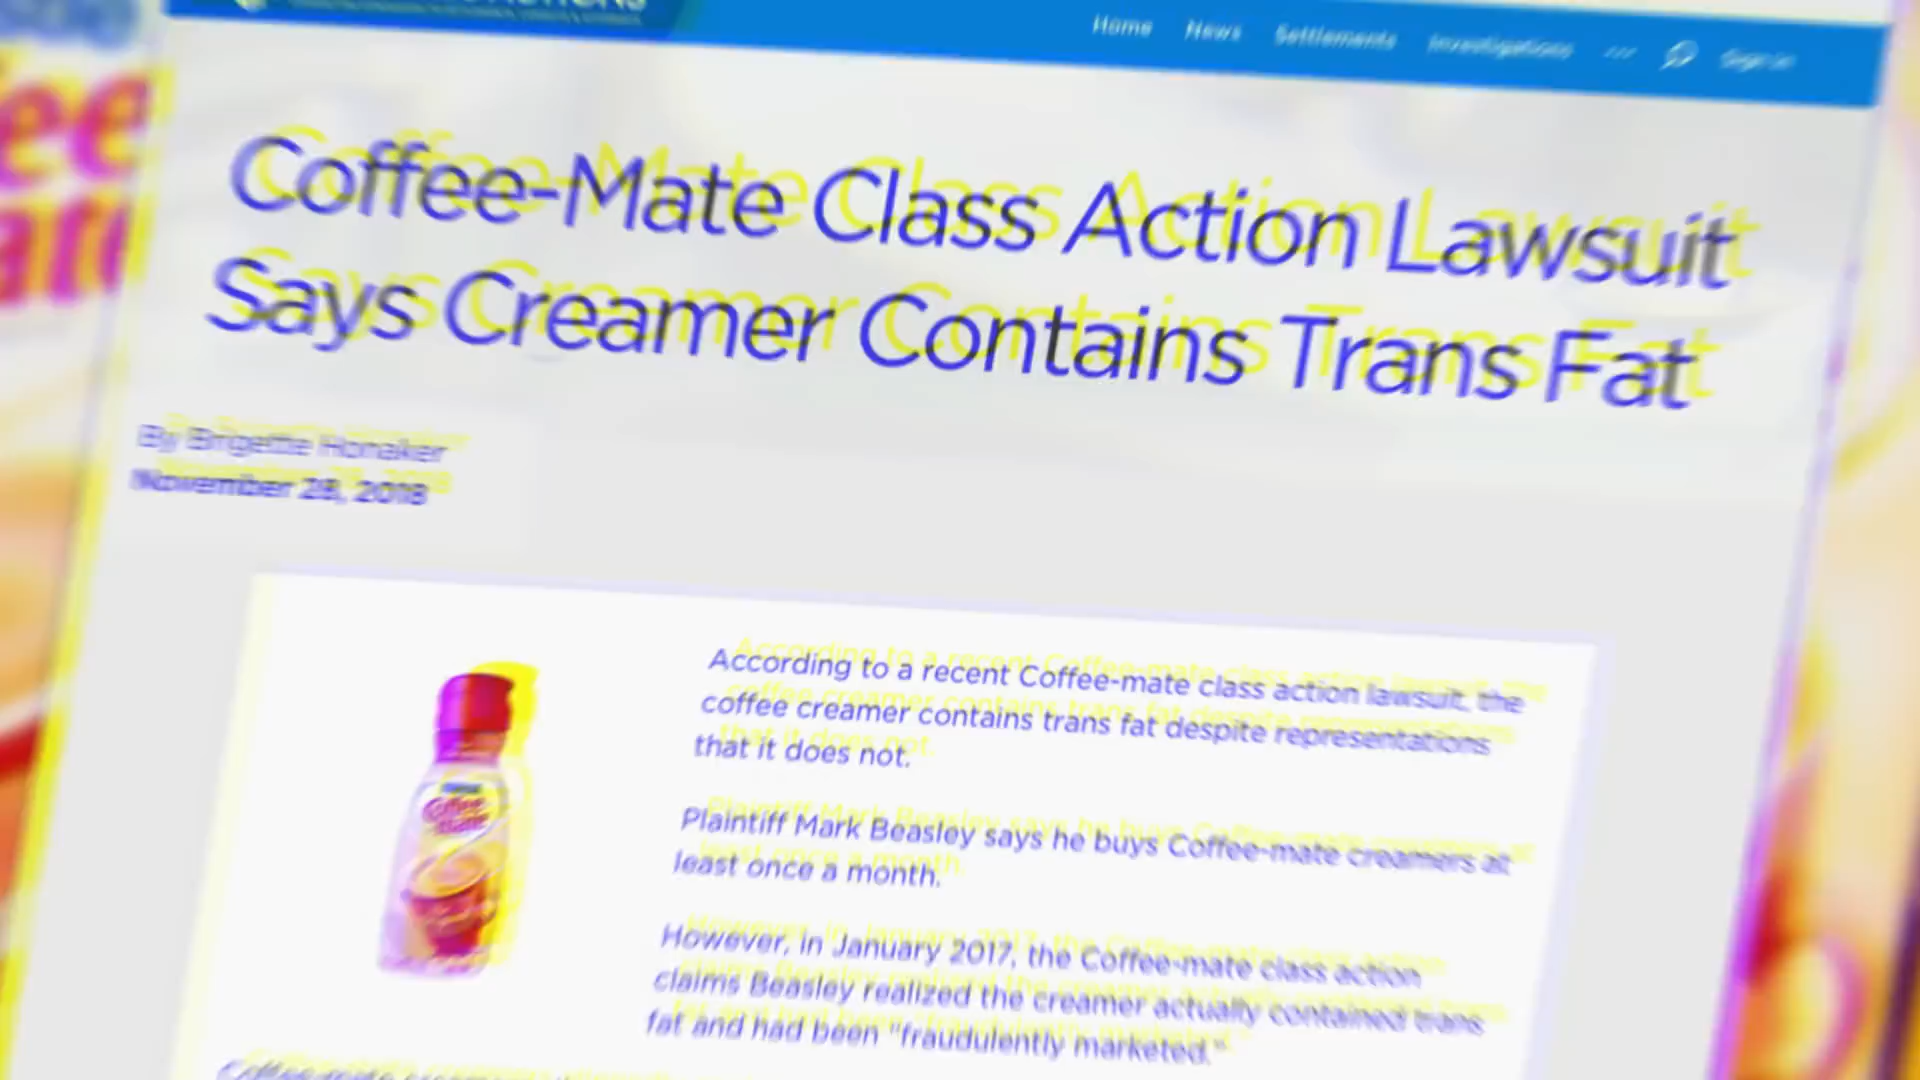 Home News Settlements Investigations ... Sign in
Coffee-Mate Class Action Lawsuit
Says Creamer Contains Trans Fat
By Brigette Honaker
November 28, 2018
According to a recent Coffee-mate class action lawsuit, the
coffee creamer contains trans fat despite representations
that it does not.
Coffee
mate
Plaintiff Mark Beasley says he buys Coffee-mate creamers at
least once a month.
However, in January 2017, the Coffee-mate class action
claims Beasley realized the creamer actually contained trans
fat and had been "fraudulently marketed."